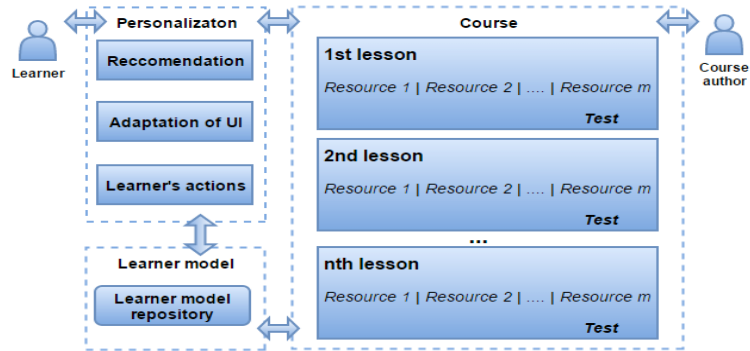 Personalizaton
Course
Learner
Course
author
Reccomendation
Adaptation of UI
Learner's actions
Learner model
Learner model
repository
1st lesson
Resource 1 | Resource 2 | .... | Resource m
Test
2nd lesson
Resource 1 | Resource 2 | .... | Resource m
Test
...
nth lesson
Resource 1 | Resource 2 | .... | Resource m
Test